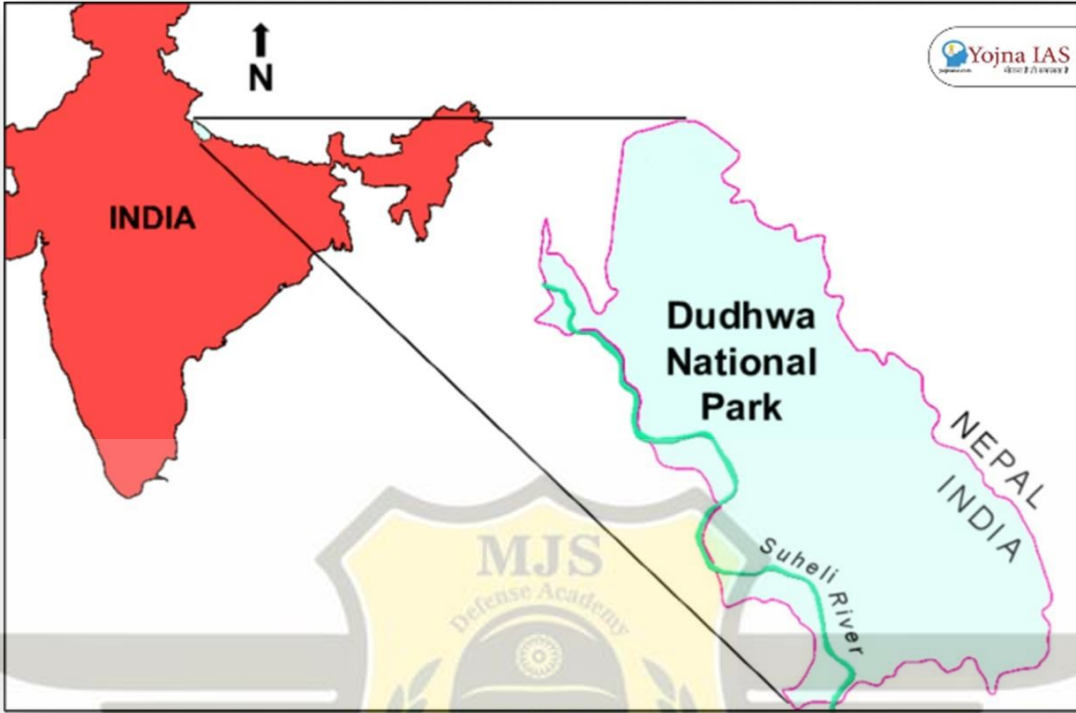 N
Yojna IAS
INDIA
Dudhwa
National
Park
NEPAL
INDIA
Suheli River
MJS
Defense Academy